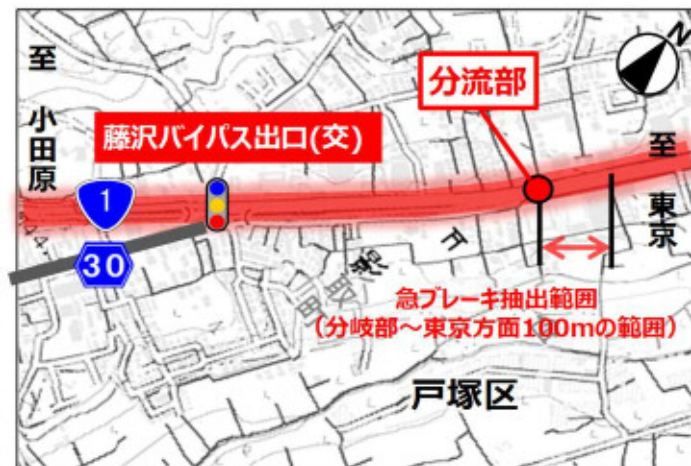 至
小田原
藤沢バイパス出口(交)
分流部
N
至
東京
1
30
急ブレーキ抽出範囲
(分岐部~東京方面100mの範囲)
戸塚区